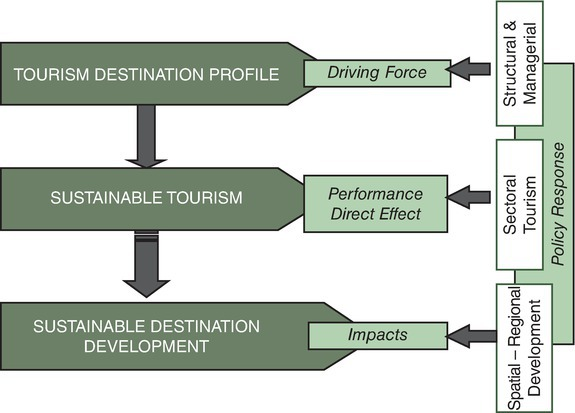 TOURISM DESTINATION PROFILE
Driving Force
Structural &
Managerial
SUSTAINABLE TOURISM
Performance
Direct Effect
Sectoral
Tourism
Policy Response
SUSTAINABLE DESTINATION
DEVELOPMENT
Impacts
Spatial – Regional
Development